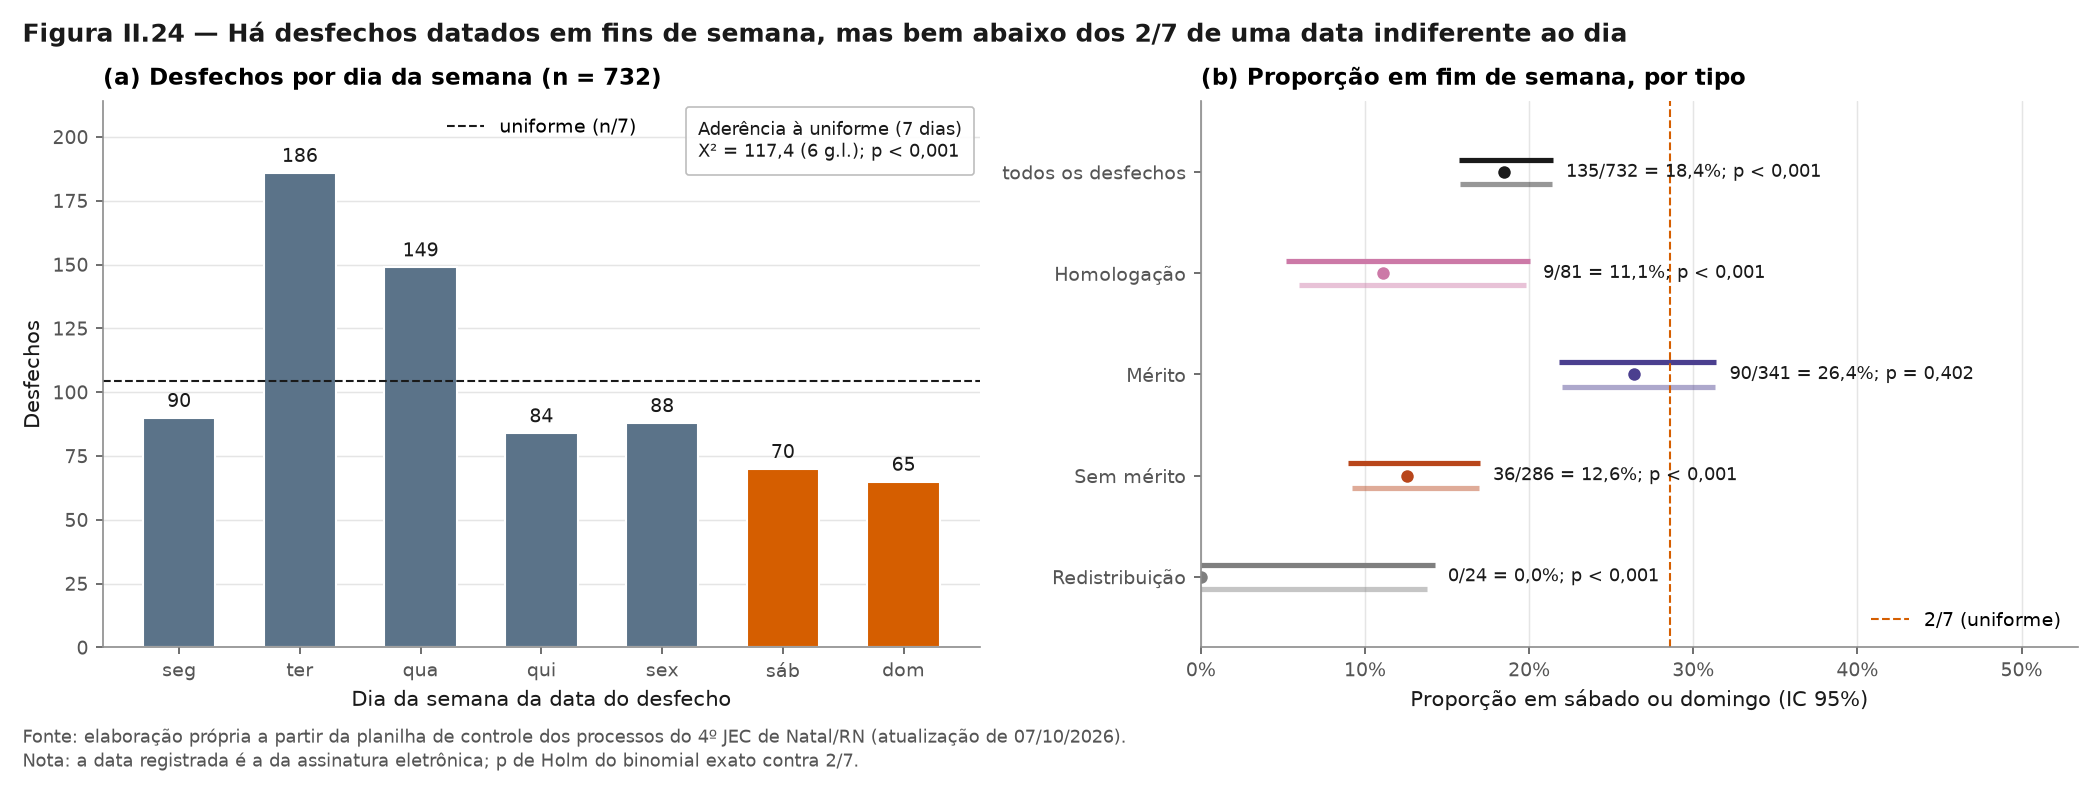 Figura II.24 — Há desfechos datados em fins de semana, mas bem abaixo dos 2/7 de uma data indiferente ao dia
(a) Desfechos por dia da semana (n = 732)
uniforme (n/7)
Aderência à uniforme (7 dias)
X² = 117,4 (6 g.l.); p < 0,001
Desfechos
200
175
150
125
100
75
50
25
0
90
186
149
84
88
70
65
seg
ter
qua
qui
sex
sáb
dom
Dia da semana da data do desfecho
(b) Proporção em fim de semana, por tipo
todos os desfechos
135/732 = 18,4%; p < 0,001
Homologação
9/81 = 11,1%; p < 0,001
Mérito
90/341 = 26,4%; p = 0,402
Sem mérito
36/286 = 12,6%; p < 0,001
Redistribuição
0/24 = 0,0%; p < 0,001
2/7 (uniforme)
0%
10%
20%
30%
40%
50%
Proporção em sábado ou domingo (IC 95%)
Fonte: elaboração própria a partir da planilha de controle dos processos do 4º JEC de Natal/RN (atualização de 07/10/2026).
Nota: a data registrada é a da assinatura eletrônica; p de Holm do binomial exato contra 2/7.